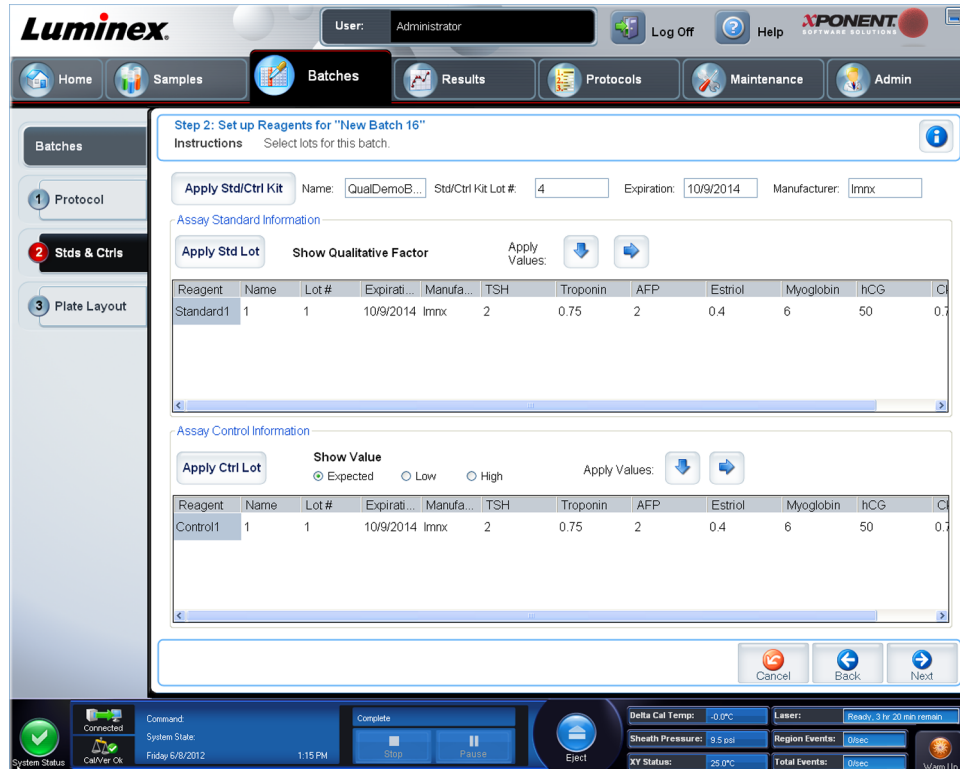 Luminex.
User: Administrator
Log Off
Help
XPONENT.
SOFTWARE SOLUTIONS
Home
Samples
Batches
Results
Protocols
Maintenance
Admin
Batches
1 Protocol
2 Stds & Ctrls
3 Plate Layout
Step 2: Set up Reagents for "New Batch 16"
Instructions Select lots for this batch.
Apply Std/Ctrl Kit Name: QualDemoB... Std/Ctrl Kit Lot #: 4 Expiration: 10/9/2014 Manufacturer: lmnx
Assay Standard Information
Apply Std Lot Show Qualitative Factor Apply Values:
Reagent Name Lot # Expirati... Manufa... TSH Troponin AFP Estriol Myoglobin hCG
Standard1 1 1 10/9/2014 lmnx 2 0.75 2 0.4 6 50
Assay Control Information
Apply Ctrl Lot Show Value Apply Values:
Expected Low High
Reagent Name Lot # Expirati... Manufa... TSH Troponin AFP Estriol Myoglobin hCG
Control1 1 1 10/9/2014 lmnx 2 0.75 2 0.4 6 50
Cancel Back Next
System Status
Connected
Cal/Ver Ok
Command:
System State:
Friday 6/8/2012 1:15 PM
Complete
Stop Pause
Eject
Delta Cal Temp: -0.0°C Laser: Ready, 3 hr 20 min remain
Sheath Pressure: 9.5 psi Region Events: 0/sec
XY Status: 25.0°C Total Events: 0/sec
Warm Up